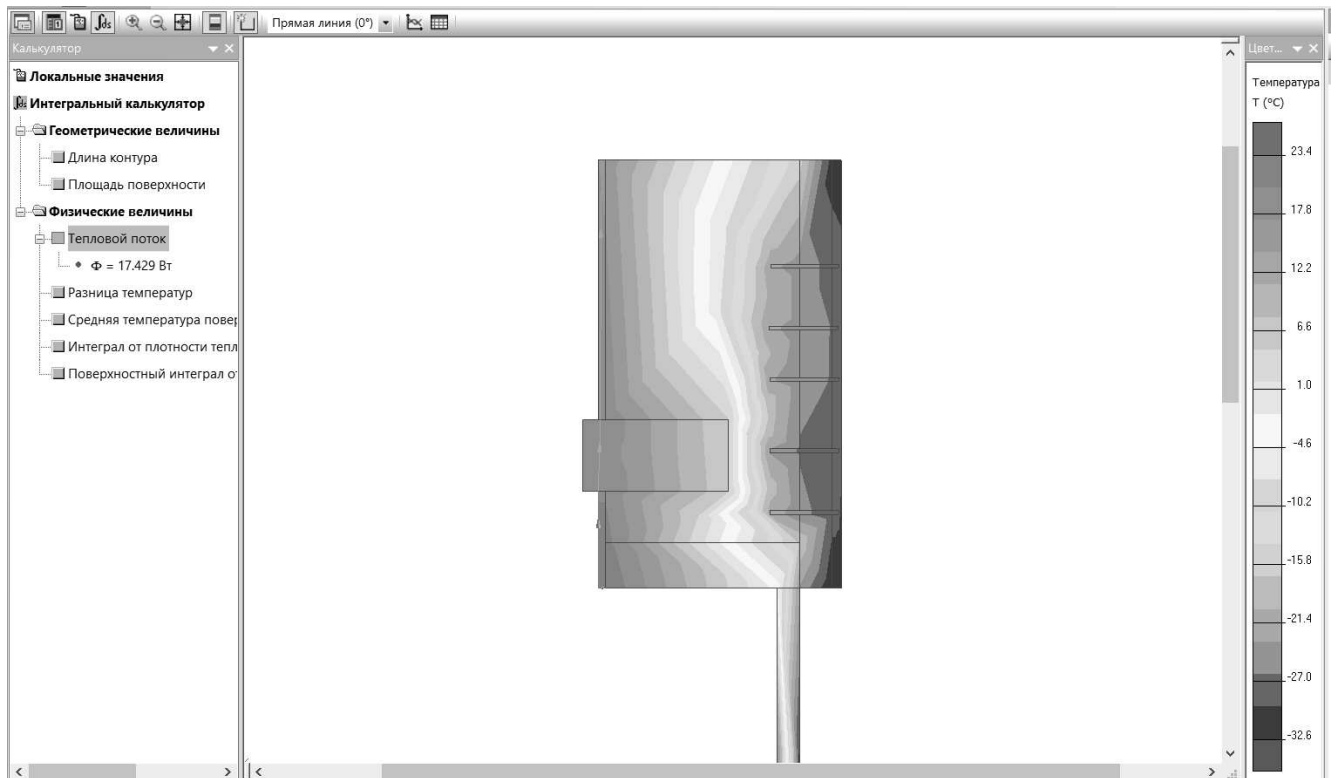 Прямая линия (0°)
Калькулятор
Локальные значения
Интегральный калькулятор
Геометрические величины
Длина контура
Площадь поверхности
Физические величины
Тепловой поток
Ф = 17.429 Вт
Разница температур
Средняя температура повер
Интеграл от плотности тепл
Поверхностный интеграл от
Цвет...
Температура
T (°C)
23.4
17.8
12.2
6.6
1.0
-4.6
-10.2
-15.8
-21.4
-27.0
-32.6